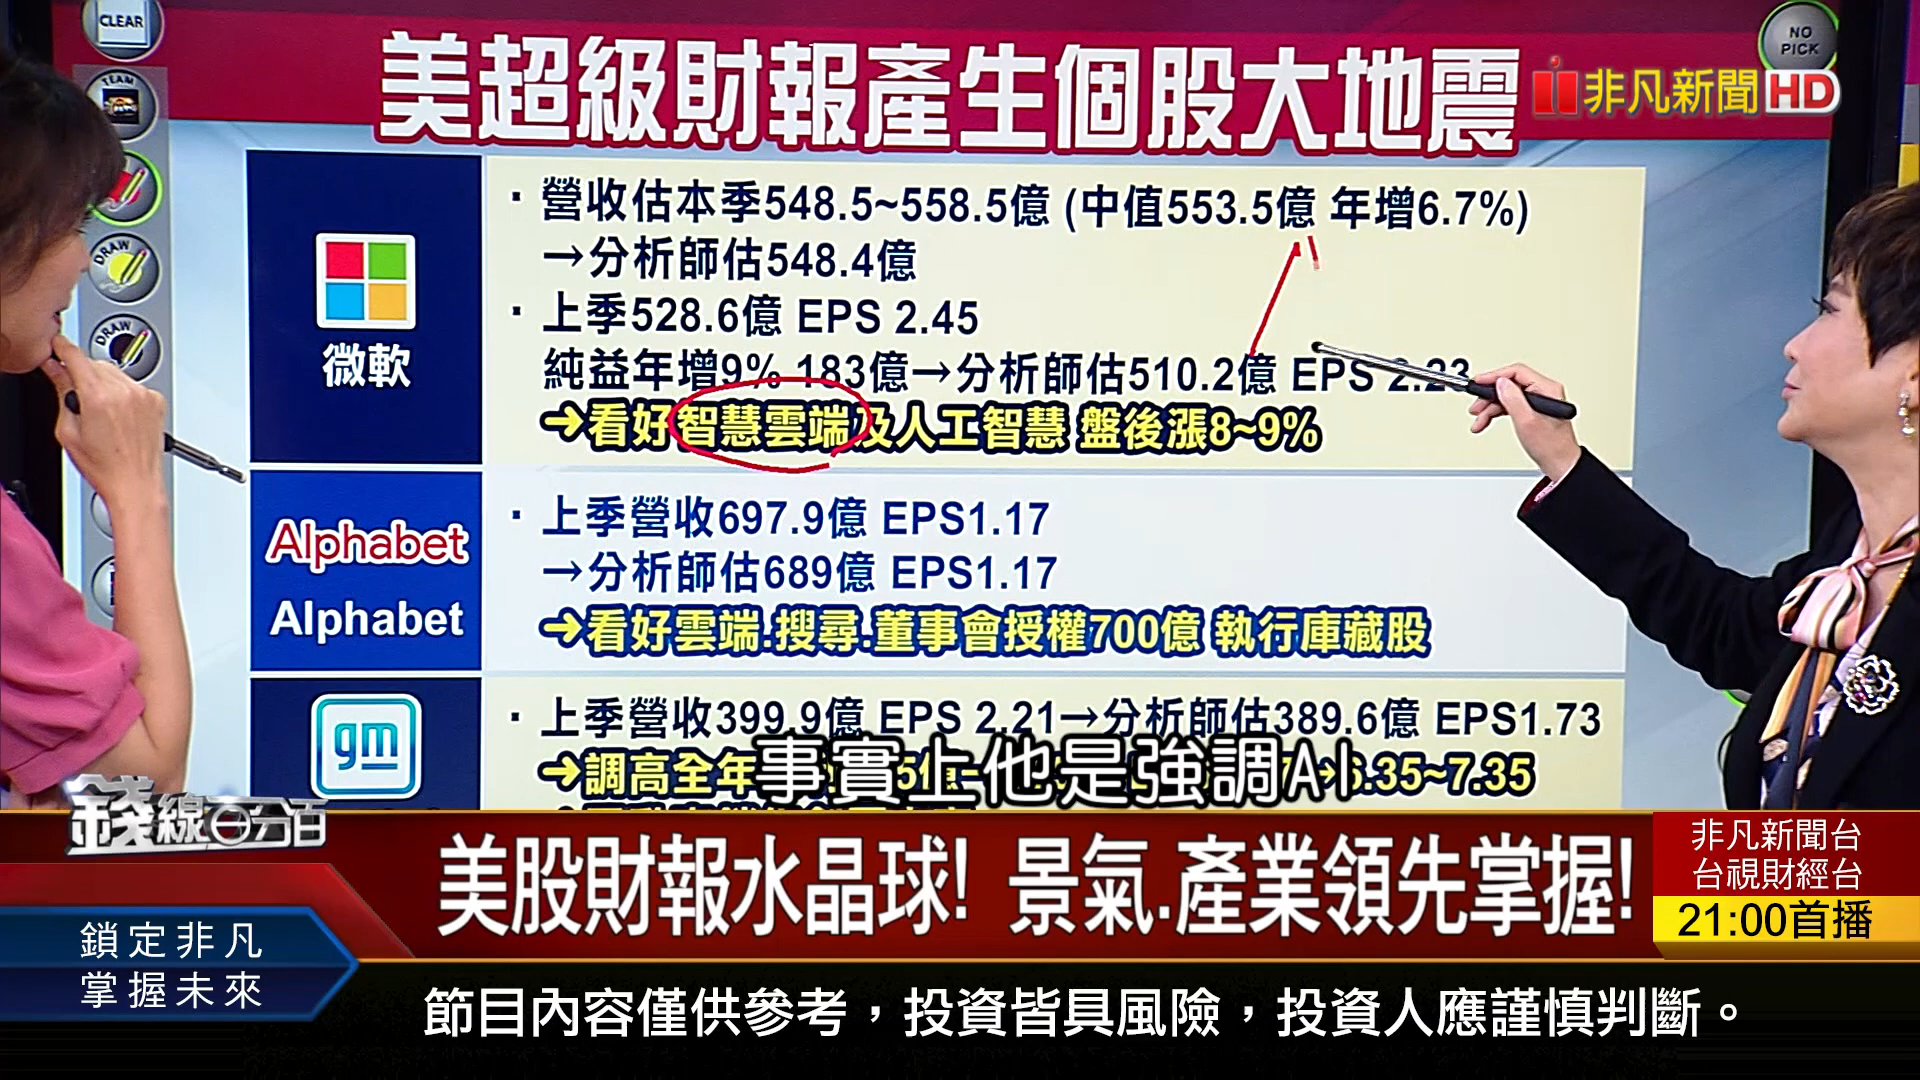 CLEAR
NO PICK
TEAM
美超級財報產生個股大地震
非凡新聞HD
DRAW
DRAW
微軟
・營收估本季548.5~558.5億 (中值553.5億 年增6.7%)
→分析師估548.4億
・上季528.6億 EPS 2.45
純益年增9% 183億→分析師估510.2億 EPS 2.23
→看好智慧雲端及人工智慧 盤後漲8~9%
Alphabet
Alphabet
・上季營收697.9億 EPS1.17
→分析師估689億 EPS1.17
→看好雲端.搜尋.董事會授權700億 執行庫藏股
gm
・上季營收399.9億 EPS 2.21→分析師估389.6億 EPS1.73
→調高全年
6.35~7.35
事實上他是強調AI
錢線百分百
美股財報水晶球! 景氣.產業領先掌握!
非凡新聞台
台視財經台
21:00首播
鎖定非凡
掌握未來
節目內容僅供參考，投資皆具風險，投資人應謹慎判斷。